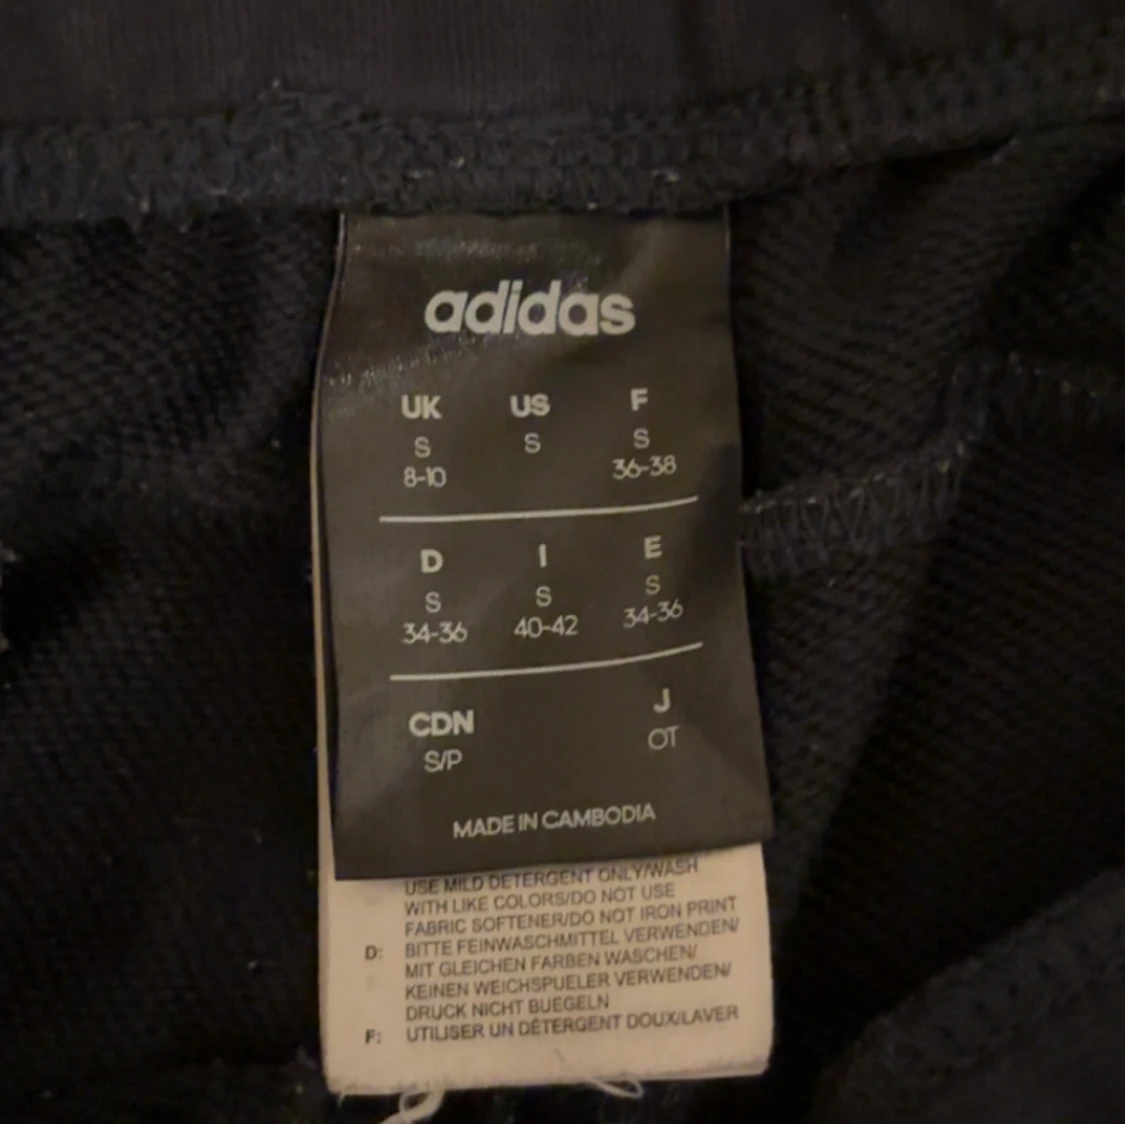 adidas
UK US F
S S S
8-10 36-38
D I E
S S S
34-36 40-42 34-36
CDN J
S/P OT
MADE IN CAMBODIA
USE MILD DETERGENT ONLY/WASH
WITH LIKE COLORS/DO NOT USE
FABRIC SOFTENER/DO NOT IRON PRINT
D: BITTE FEINWASCHMITTEL VERWENDEN/
MIT GLEICHEN FARBEN WASCHEN/
KEINEN WEICHSPUELER VERWENDEN/
DRUCK NICHT BUEGELN
F: UTILISER UN DÉTERGENT DOUX/LAVER